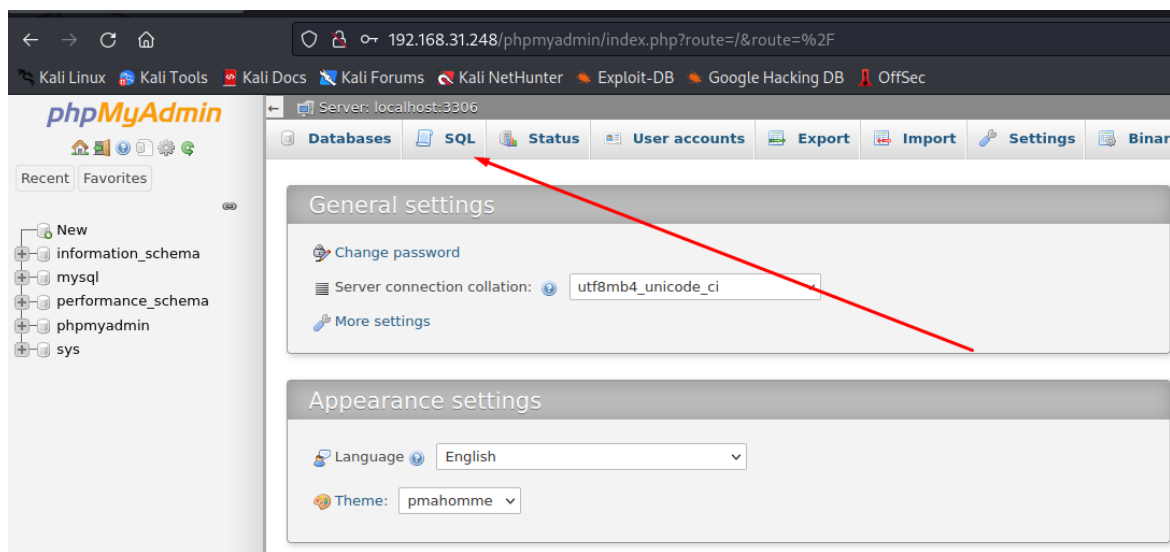 192.168.31.248/phpmyadmin/index.php?route=/&route=%2F
Kali Linux Kali Tools Kali Docs Kali Forums Kali NetHunter Exploit-DB Google Hacking DB OffSec
phpMyAdmin
Recent Favorites
New
information_schema
mysql
performance_schema
phpmyadmin
sys
Server: localhost:3306
Databases SQL Status User accounts Export Import Settings Binar
General settings
Change password
Server connection collation: utf8mb4_unicode_ci
More settings
Appearance settings
Language English
Theme: pmahomme